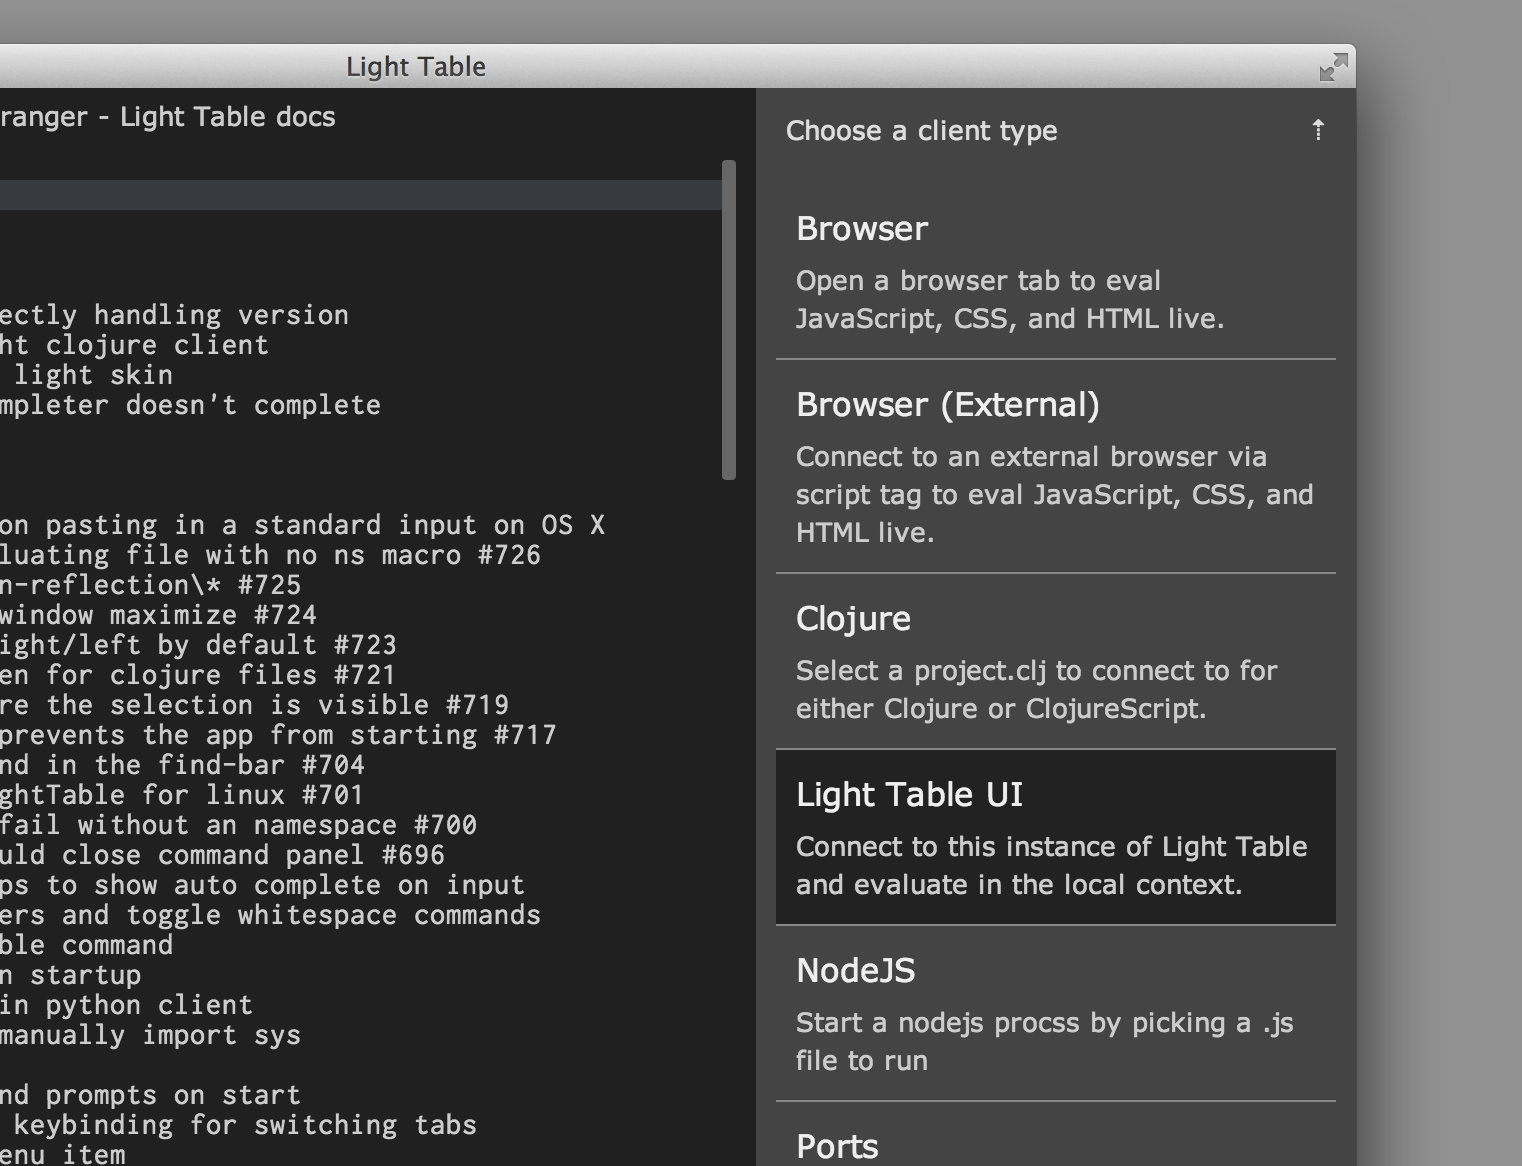 Light Table
ranger - Light Table docs
ectly handling version
ht clojure client
light skin
mpleter doesn't complete
on pasting in a standard input on OS X
luating file with no ns macro #726
n-reflection\* #725
window maximize #724
ight/left by default #723
en for clojure files #721
re the selection is visible #719
prevents the app from starting #717
nd in the find-bar #704
ghtTable for linux #701
fail without an namespace #700
uld close command panel #696
ps to show auto complete on input
ers and toggle whitespace commands
ble command
n startup
in python client
manually import sys
nd prompts on start
keybinding for switching tabs
enu item
Choose a client type
Browser
Open a browser tab to eval
JavaScript, CSS, and HTML live.
Browser (External)
Connect to an external browser via
script tag to eval JavaScript, CSS, and
HTML live.
Clojure
Select a project.clj to connect to for
either Clojure or ClojureScript.
Light Table UI
Connect to this instance of Light Table
and evaluate in the local context.
NodeJS
Start a nodejs procss by picking a .js
file to run
Ports